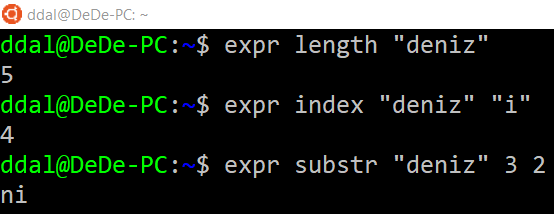 ddal@DeDe-PC: ~
ddal@DeDe-PC:~$ expr length "deniz"
5
ddal@DeDe-PC:~$ expr index "deniz" "i"
4
ddal@DeDe-PC:~$ expr substr "deniz" 3 2
ni